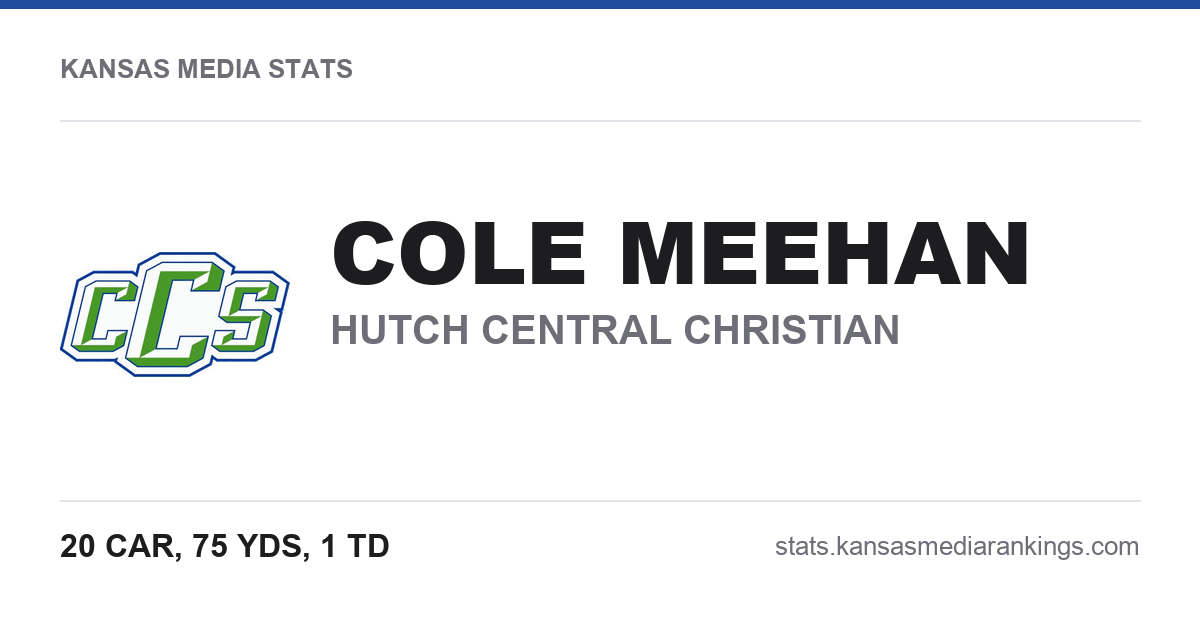 KANSAS MEDIA STATS
CCS
COLE MEEHAN
HUTCH CENTRAL CHRISTIAN
20 CAR, 75 YDS, 1 TD
stats.kansasmediarankings.com